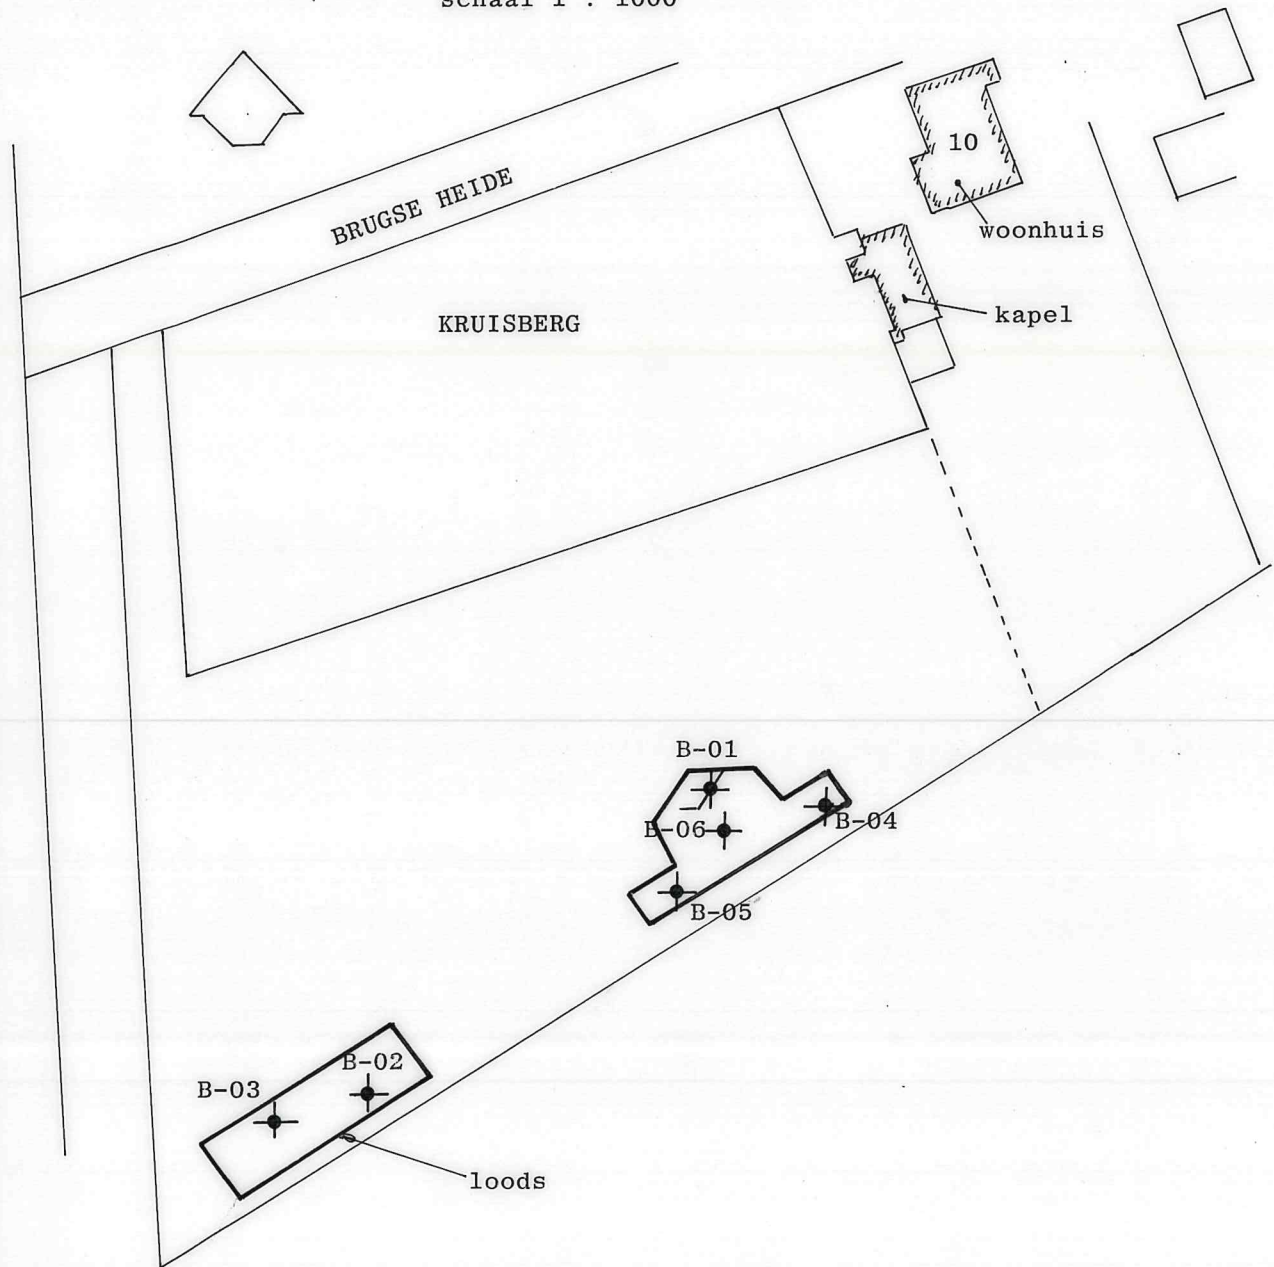 schaal 1 : 1000
10
BRUGSE HEIDE
woonhuis
kapel
KRUISBERG
B-01
B-06
B-04
B-05
B-02
B-03
loods